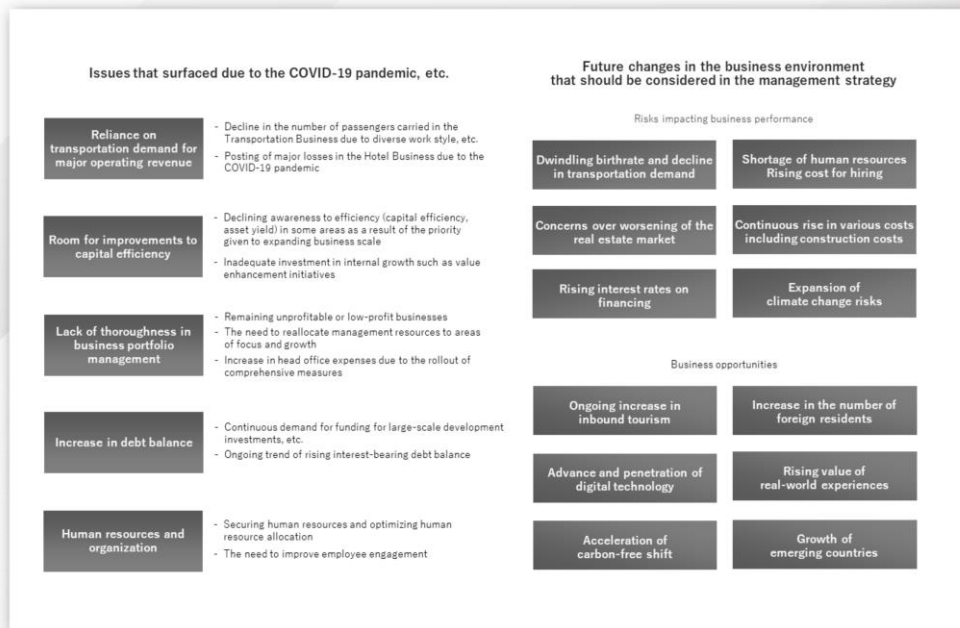 Issues that surfaced due to the COVID-19 pandemic, etc.
Reliance on
transportation demand for
major operating revenue
- Decline in the number of passengers carried in the
Transportation Business due to diverse work style, etc.
- Posting of major losses in the Hotel Business due to the
COVID-19 pandemic
Room for improvements to
capital efficiency
- Declining awareness to efficiency (capital efficiency,
asset yield) in some areas as a result of the priority
given to expanding business scale
- Inadequate investment in internal growth such as value
enhancement initiatives
Lack of thoroughness in
business portfolio
management
- Remaining unprofitable or low-profit businesses
- The need to reallocate management resources to areas
of focus and growth
- Increase in head office expenses due to the rollout of
comprehensive measures
Increase in debt balance
- Continuous demand for funding for large-scale development
investments, etc.
- Ongoing trend of rising interest-bearing debt balance
Human resources and
organization
- Securing human resources and optimizing human
resource allocation
- The need to improve employee engagement
Future changes in the business environment
that should be considered in the management strategy
Risks impacting business performance
Dwindling birthrate and decline
in transportation demand
Shortage of human resources
Rising cost for hiring
Concerns over worsening of the
real estate market
Continuous rise in various costs
including construction costs
Rising interest rates on
financing
Expansion of
climate change risks
Business opportunities
Ongoing increase in
inbound tourism
Increase in the number of
foreign residents
Advance and penetration of
digital technology
Rising value of
real-world experiences
Acceleration of
carbon-free shift
Growth of
emerging countries